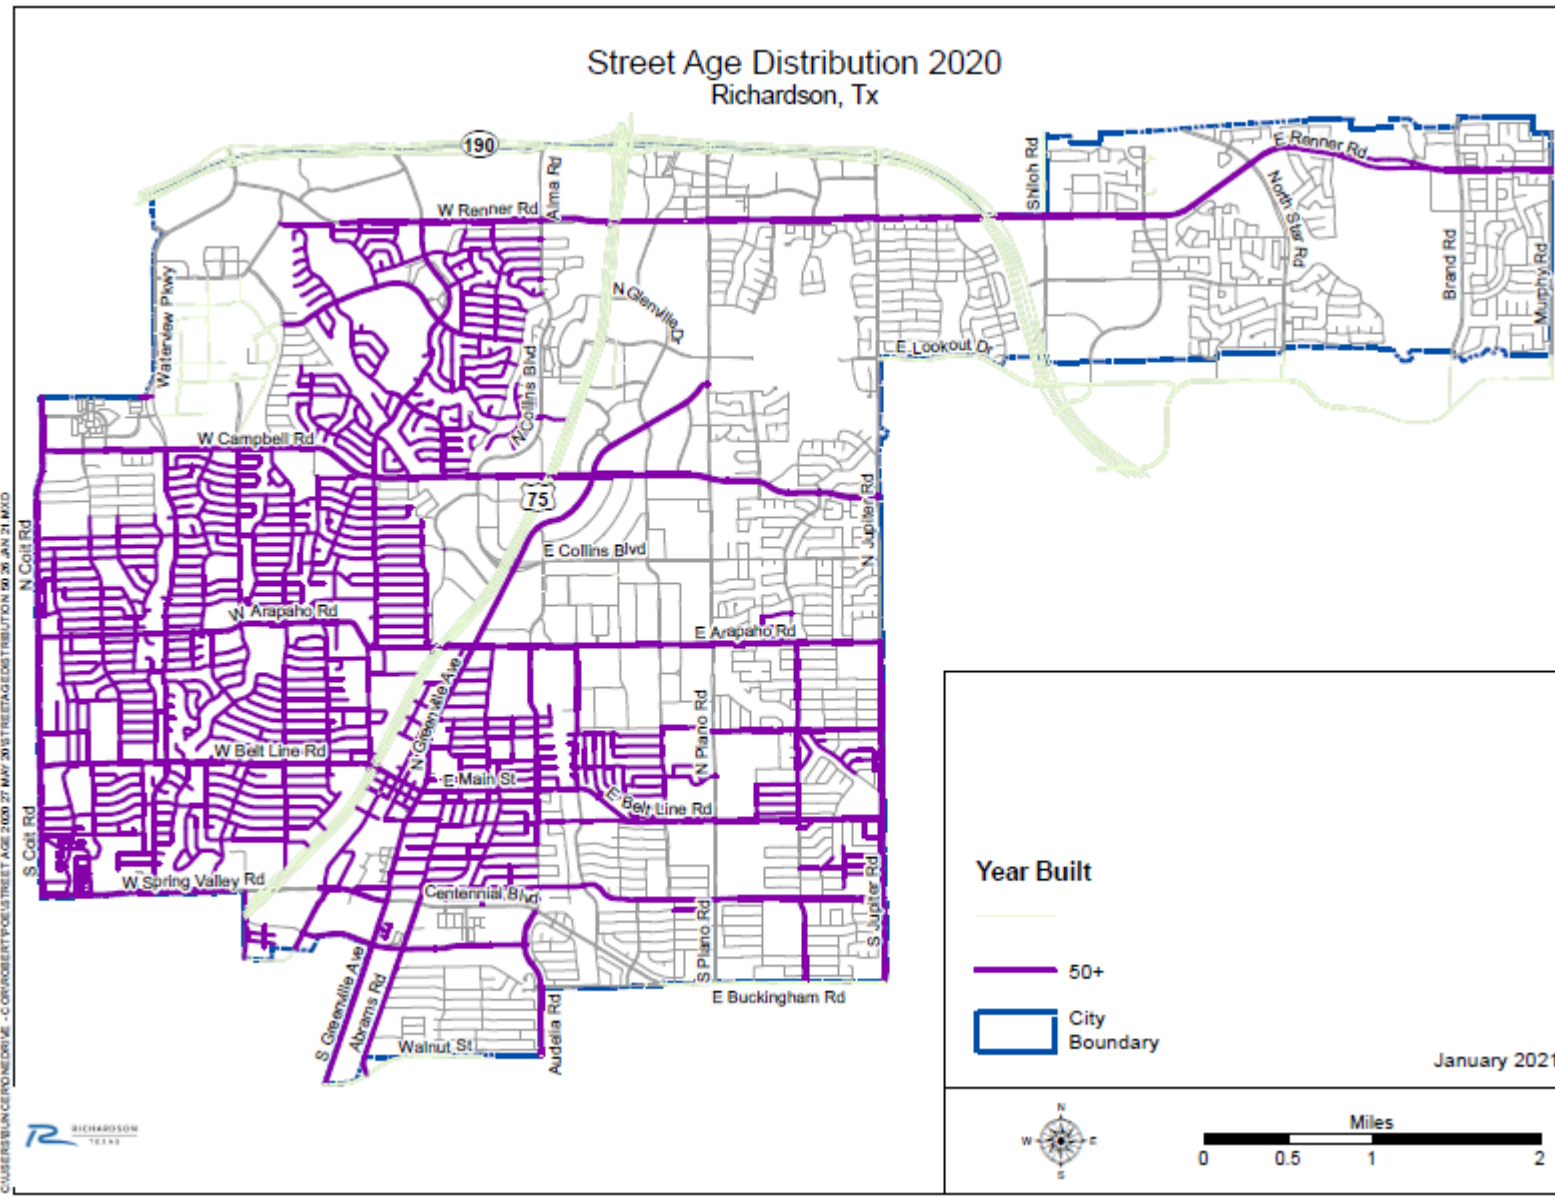 Street Age Distribution 2020
Richardson, Tx
190
Alma Rd
Shiloh Rd
E Renner Rd
W Renner Rd
North Star Rd
Brand Rd
Murphy Rd
Waterview Pkwy
N Glenville Dr
E Lookout Dr
N Collins Blvd
W Campbell Rd
75
N Jupiter Rd
N Coit Rd
E Collins Blvd
W Arapaho Rd
E Arapaho Rd
N Greenville Ave
N Plano Rd
W Belt Line Rd
E Main St
E Belt Line Rd
S Coit Rd
W Spring Valley Rd
Centennial Blvd
S Plano Rd
S Jupiter Rd
E Buckingham Rd
S Greenville Ave
Abrams Rd
Walnut St
Audelia Rd
Year Built
50+
City
Boundary
January 2021
N
W E
S
Miles
0 0.5 1 2
RICHARDSON
TEXAS